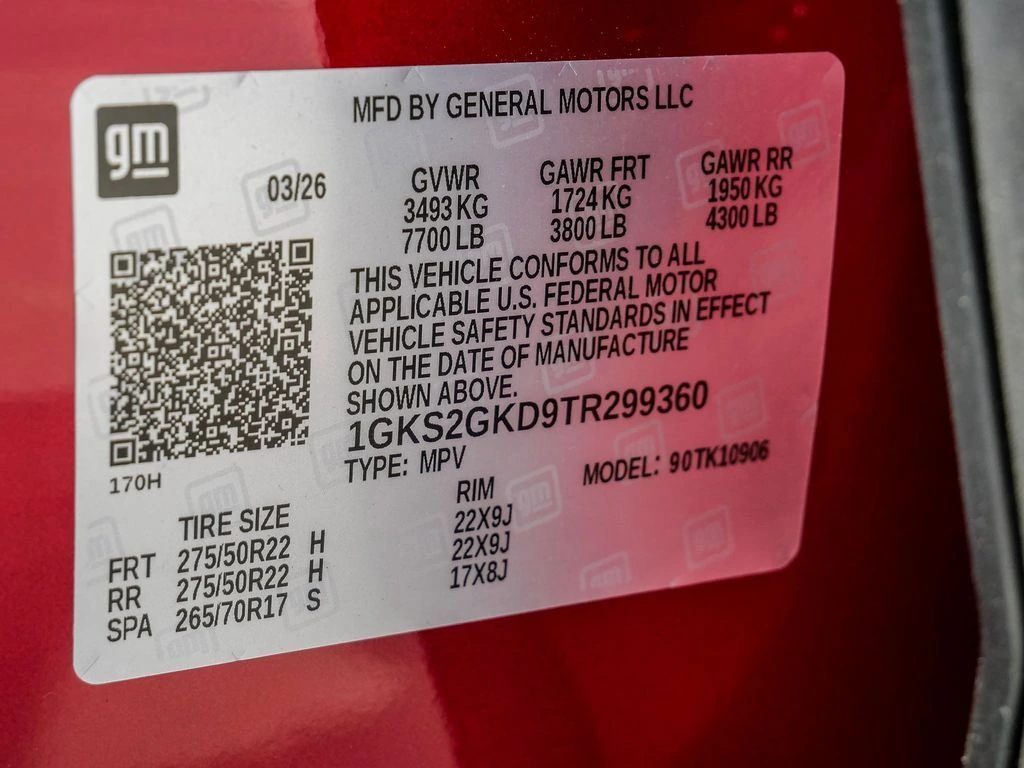 gm
MFD BY GENERAL MOTORS LLC
03/26
GVWR GAWR FRT GAWR RR
3493 KG 1724 KG 1950 KG
7700 LB 3800 LB 4300 LB
THIS VEHICLE CONFORMS TO ALL
APPLICABLE U.S. FEDERAL MOTOR
VEHICLE SAFETY STANDARDS IN EFFECT
ON THE DATE OF MANUFACTURE
SHOWN ABOVE.
1GKS2GKD9TR299360
TYPE: MPV MODEL: 90TK10906
170H
TIRE SIZE RIM
FRT 275/50R22 H 22X9J
RR 275/50R22 H 22X9J
SPA 265/70R17 S 17X8J